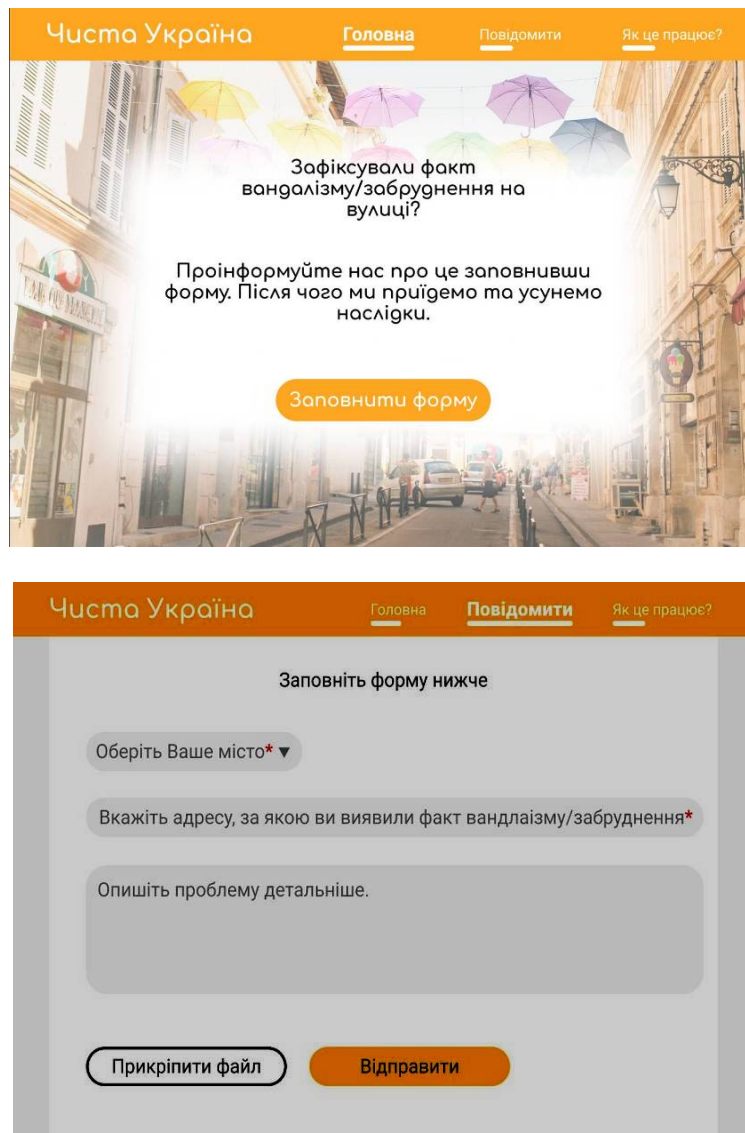 Чиста Україна Головна Повідомити Як це працює?
Зафіксували факт
вандалізму/забруднення на
вулиці?
Проінформуйте нас про це заповнивши
форму. Після чого ми приїдемо та усунемо
наслідки.
Заповнити форму
Чиста Україна Головна Повідомити Як це працює?
Заповніть форму нижче
Оберіть Ваше місто* ▼
Вкажіть адресу, за якою ви виявили факт вандлаізму/забруднення*
Опишіть проблему детальніше.
Прикріпити файл Відправити